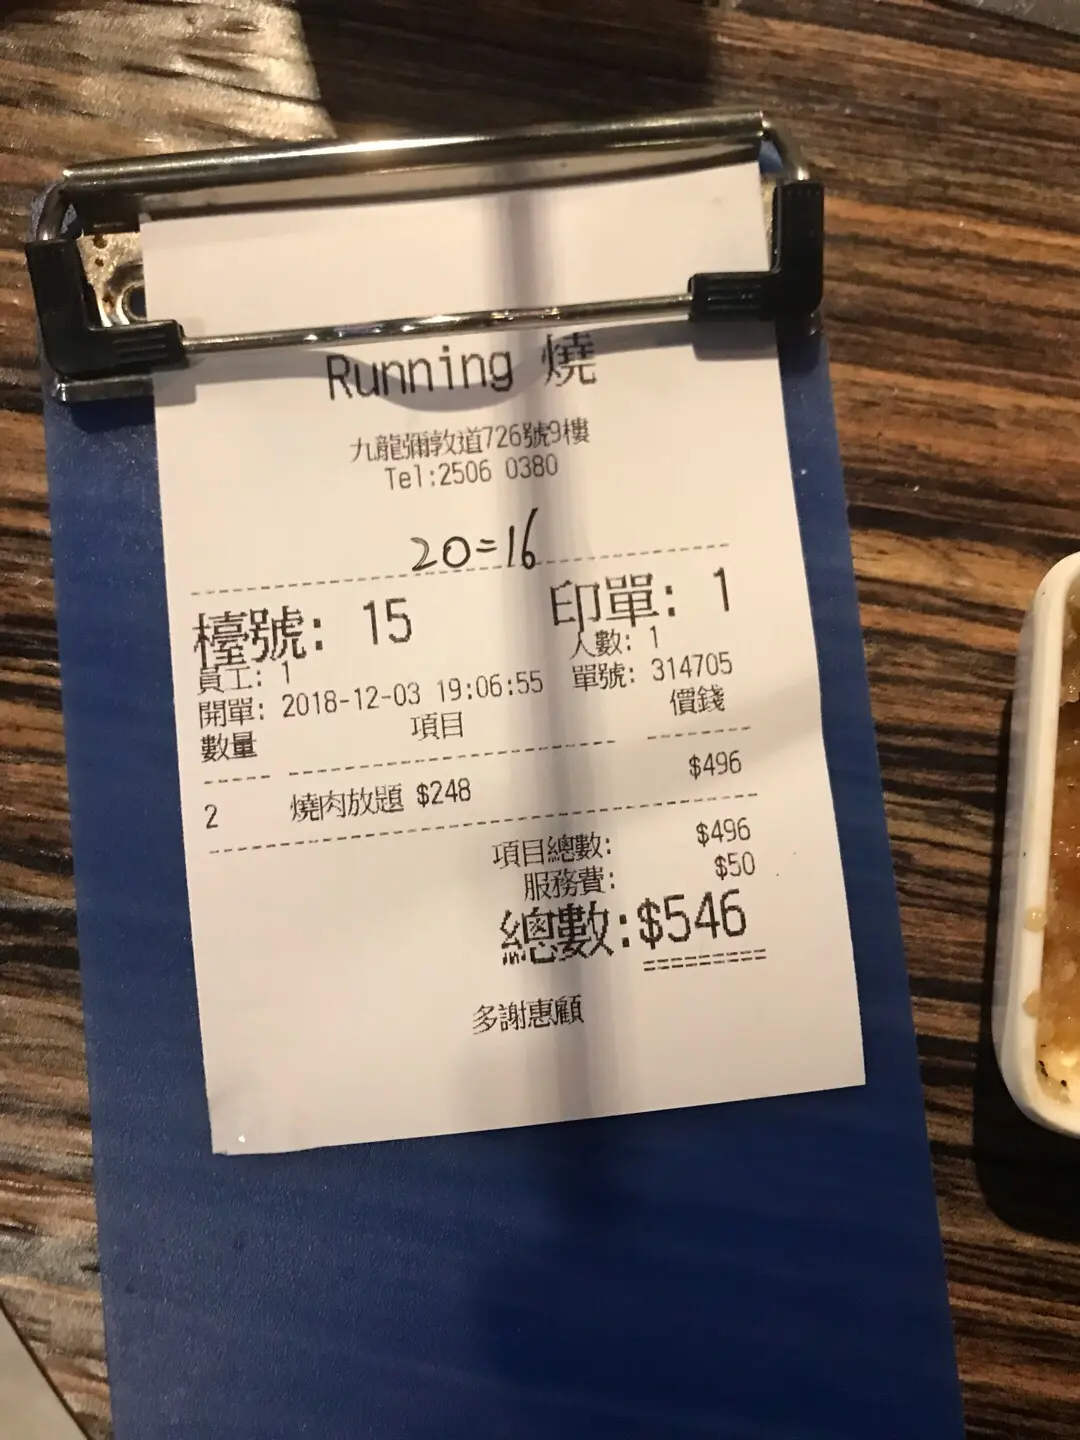 Running 燒
九龍彌敦道726號9樓
Tel:2506 0380
20=16
檯號: 15 印單: 1
員工: 1 人數: 1
開單: 2018-12-03 19:06:55 單號: 314705
數量 項目 價錢
2 燒肉放題 $248 $496
項目總數: $496
服務費: $50
總數:$546
=========
多謝惠顧